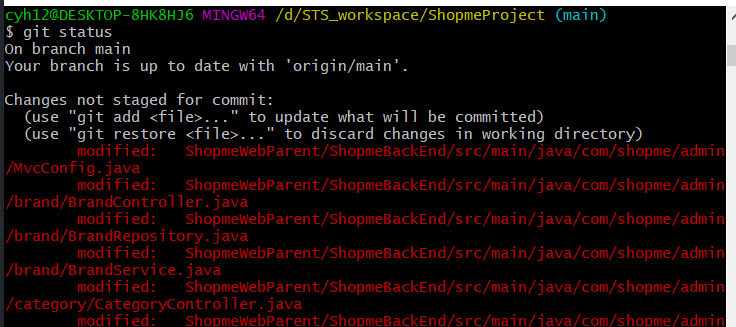 cyh12@DESKTOP-8HK8HJ6 MINGW64 /d/STS_workspace/ShopmeProject (main)
$ git status
On branch main
Your branch is up to date with 'origin/main'.
Changes not staged for commit:
(use "git add <file>..." to update what will be committed)
(use "git restore <file>..." to discard changes in working directory)
modified: ShopmeWebParent/ShopmeBackEnd/src/main/java/com/shopme/admin
/MvcConfig.java
modified: ShopmeWebParent/ShopmeBackEnd/src/main/java/com/shopme/admin
/brand/BrandController.java
modified: ShopmeWebParent/ShopmeBackEnd/src/main/java/com/shopme/admin
/brand/BrandRepository.java
modified: ShopmeWebParent/ShopmeBackEnd/src/main/java/com/shopme/admin
/brand/BrandService.java
modified: ShopmeWebParent/ShopmeBackEnd/src/main/java/com/shopme/admin
/category/CategoryController.java
modified: ShopmeWebParent/ShopmeBackEnd/src/main/java/com/shopme/admin